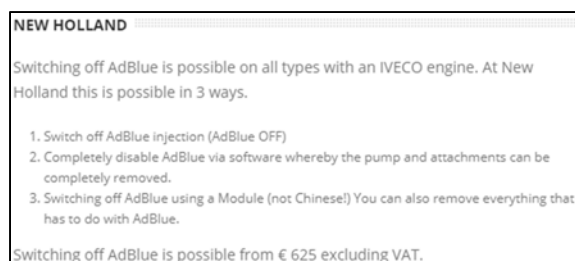 NEW HOLLAND
Switching off AdBlue is possible on all types with an IVECO engine. At New
Holland this is possible in 3 ways.
1. Switch off AdBlue injection (AdBlue OFF)
2. Completely disable AdBlue via software whereby the pump and attachments can be
completely removed.
3. Switching off AdBlue using a Module (not Chinese!) You can also remove everything that
has to do with AdBlue.
Switching off AdBlue is possible from € 625 excluding VAT.